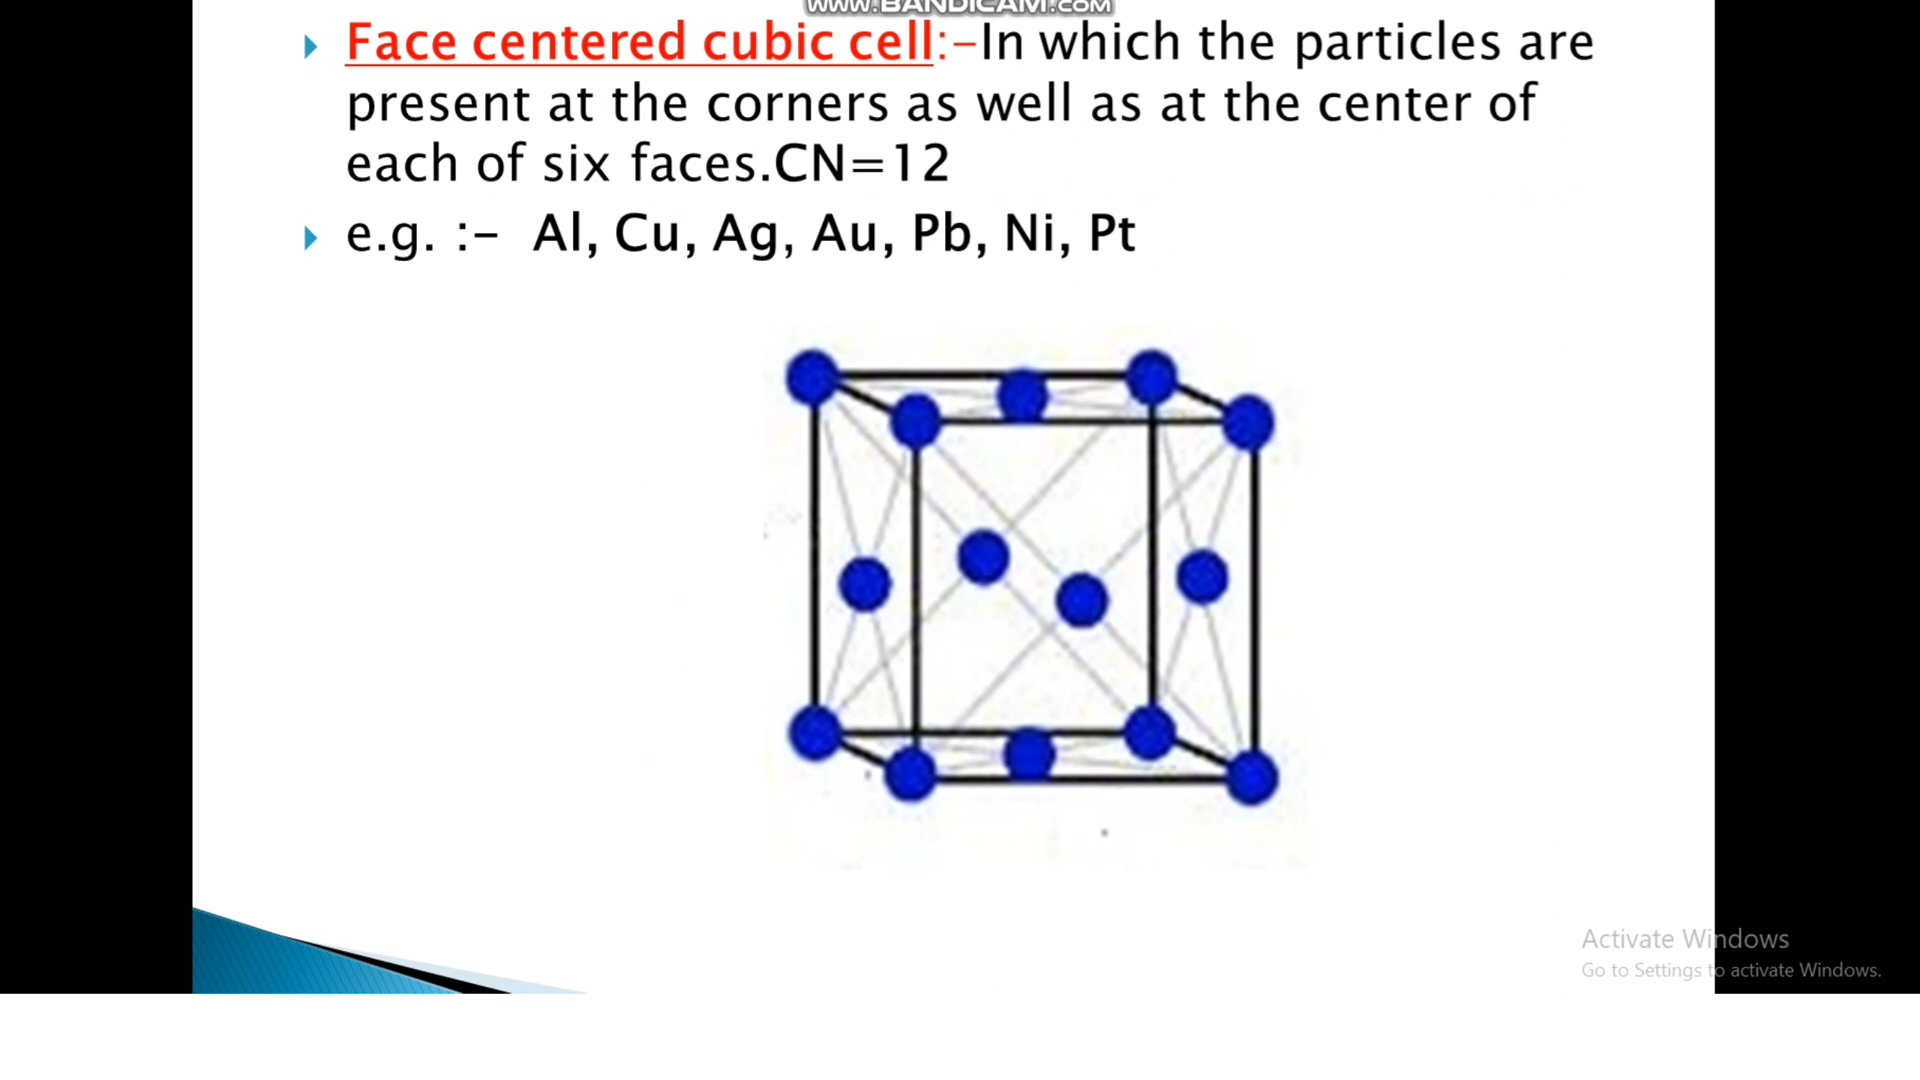 WWW.BANDICAM.COM
Face centered cubic cell:-In which the particles are
present at the corners as well as at the center of
each of six faces.CN=12
e.g. :- Al, Cu, Ag, Au, Pb, Ni, Pt
Activate Windows
Go to Settings to activate Windows.